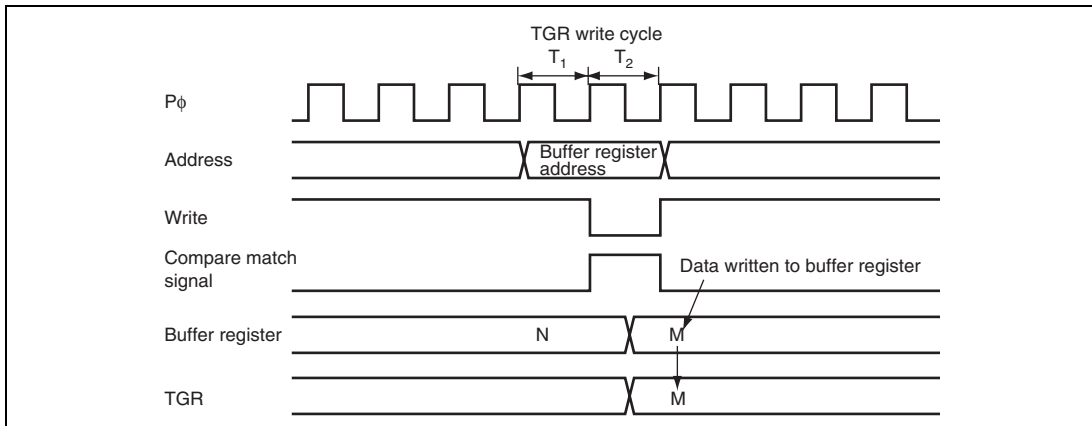 TGR write cycle
T1 T2
Pϕ
Address
Buffer register
address
Write
Compare match
signal
Data written to buffer register
Buffer register
N
M
TGR
M